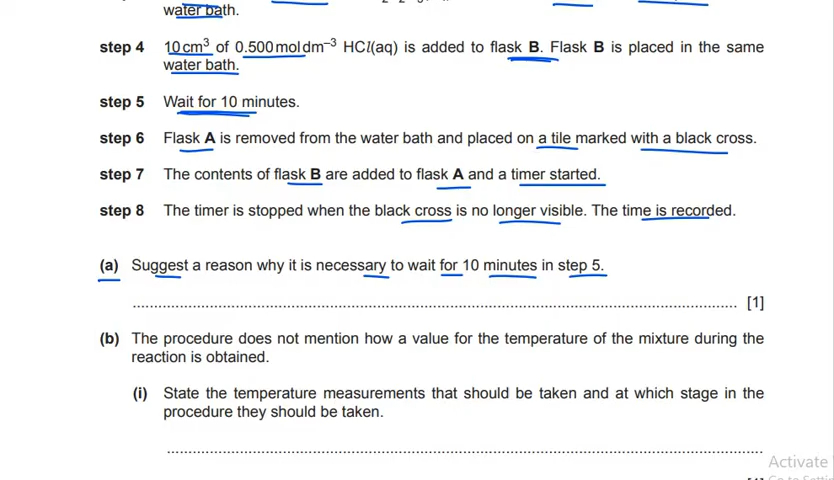 water bath.
step 4 10 cm³ of 0.500 mol dm⁻³ HCl(aq) is added to flask B. Flask B is placed in the same
water bath.
step 5 Wait for 10 minutes.
step 6 Flask A is removed from the water bath and placed on a tile marked with a black cross.
step 7 The contents of flask B are added to flask A and a timer started.
step 8 The timer is stopped when the black cross is no longer visible. The time is recorded.
(a) Suggest a reason why it is necessary to wait for 10 minutes in step 5.
.......................................................................................................................................... [1]
(b) The procedure does not mention how a value for the temperature of the mixture during the
reaction is obtained.
(i) State the temperature measurements that should be taken and at which stage in the
procedure they should be taken.
..........................................................................................................................................
Activate